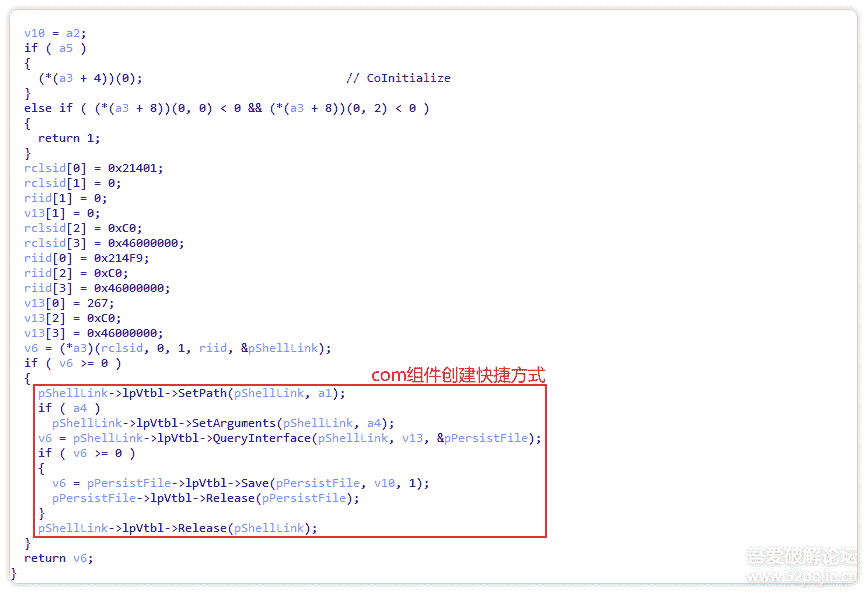 v10 = a2;
if ( a5 )
{
(*(a3 + 4))(0); // CoInitialize
}
else if ( (*(a3 + 8))(0, 0) < 0 && (*(a3 + 8))(0, 2) < 0 )
{
return 1;
}
rclsid[0] = 0x21401;
rclsid[1] = 0;
riid[1] = 0;
v13[1] = 0;
rclsid[2] = 0xC0;
rclsid[3] = 0x46000000;
riid[0] = 0x214F9;
riid[2] = 0xC0;
riid[3] = 0x46000000;
v13[0] = 267;
v13[2] = 0xC0;
v13[3] = 0x46000000;
v6 = (*a3)(rclsid, 0, 1, riid, &pShellLink);
if ( v6 >= 0 )
com组件创建快捷方式
{
pShellLink->lpVtbl->SetPath(pShellLink, a1);
if ( a4 )
pShellLink->lpVtbl->SetArguments(pShellLink, a4);
v6 = pShellLink->lpVtbl->QueryInterface(pShellLink, v13, &pPersistFile);
if ( v6 >= 0 )
{
v6 = pPersistFile->lpVtbl->Save(pPersistFile, v10, 1);
pPersistFile->lpVtbl->Release(pPersistFile);
}
pShellLink->lpVtbl->Release(pShellLink);
}
return v6;
}
吾爱破解论坛
www.52pojie.cn